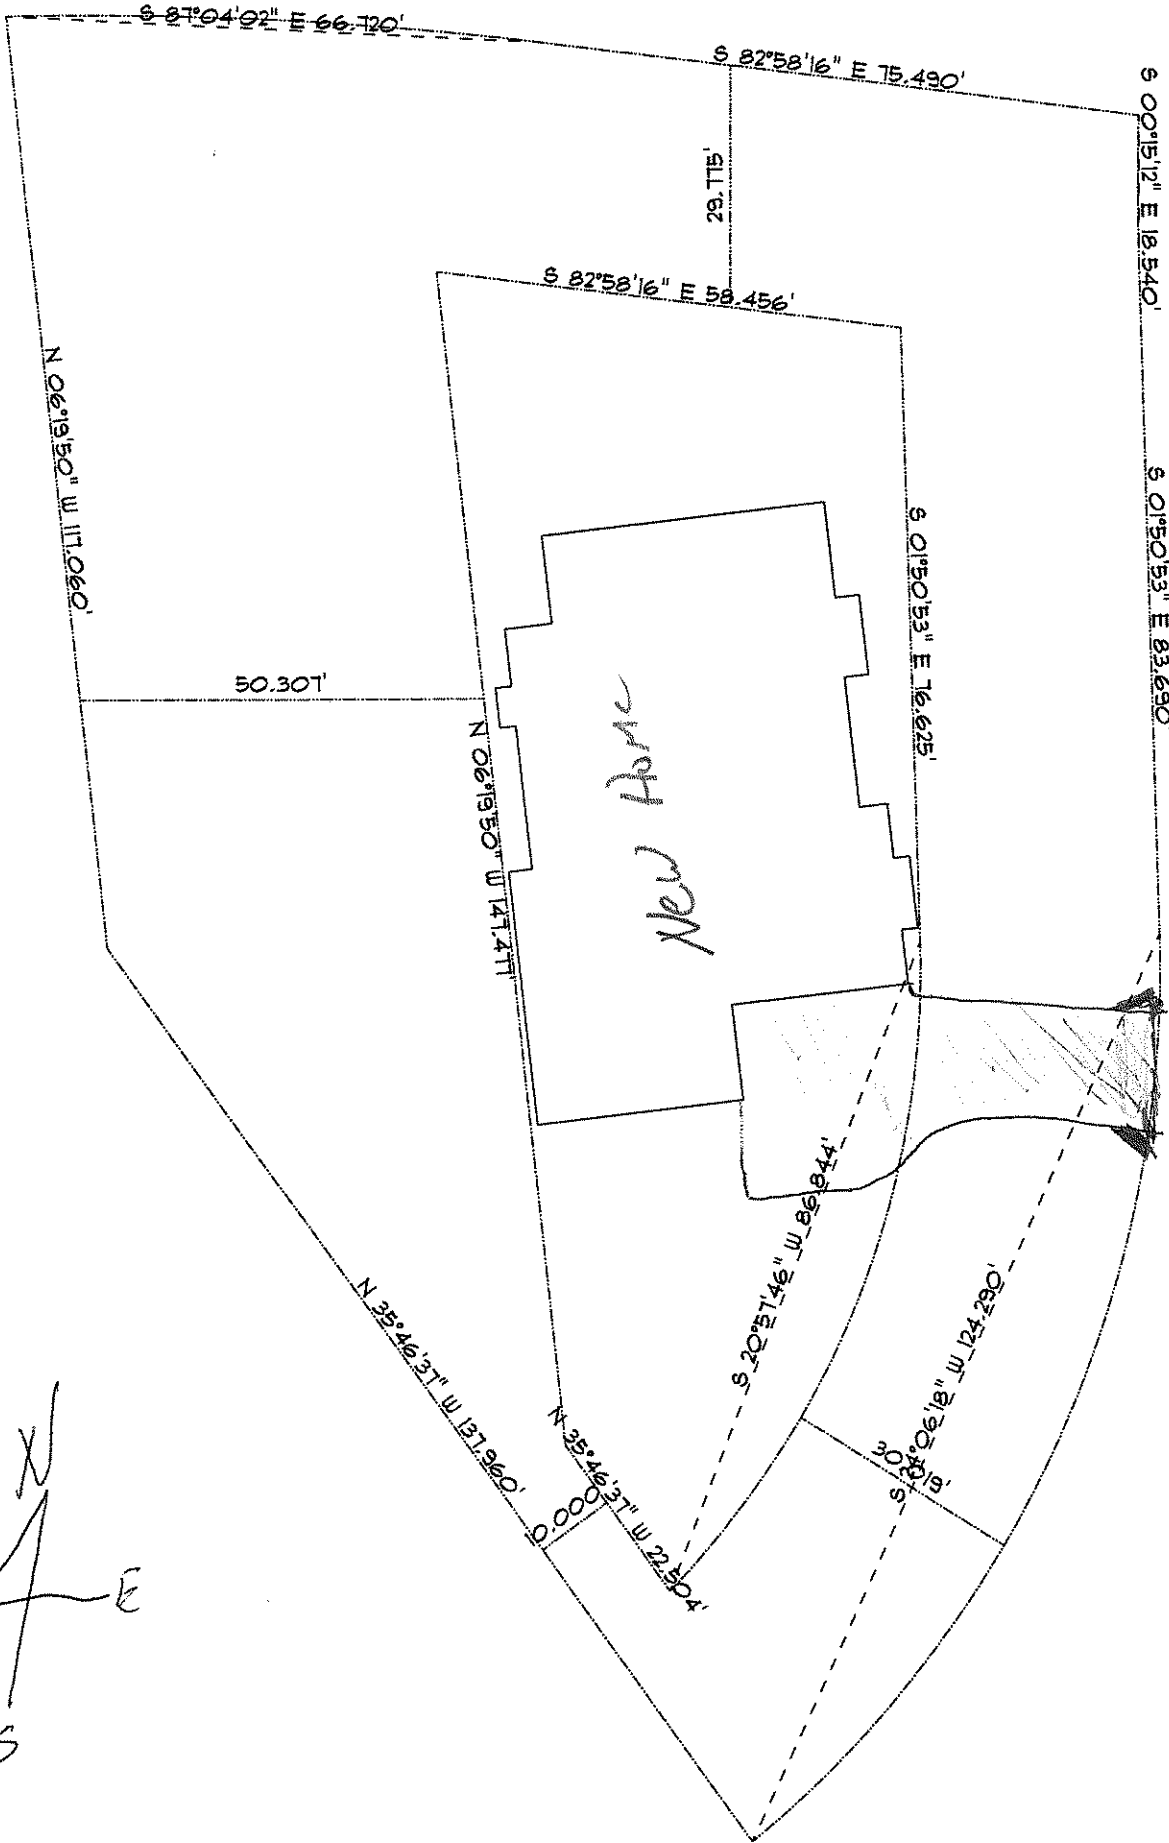 S 87°04'02" E 66.720'
S 82°58'16" E 75.490'
S 00°15'12" E 18.540'
29.775'
S 82°58'16" E 58.456'
N 06°19'50" W 117.060'
S 01°50'53" E 76.625'
S 01°50'53" E 83.690'
50.307'
New Home
N 06°19'50" W 147.477'
S 20°57'46" W 86.844'
S 24°06'18" W 124.290'
30.019'
N 35°46'37" W 137.960'
N 35°46'37" W 22.504'
10.000'
N
E
S